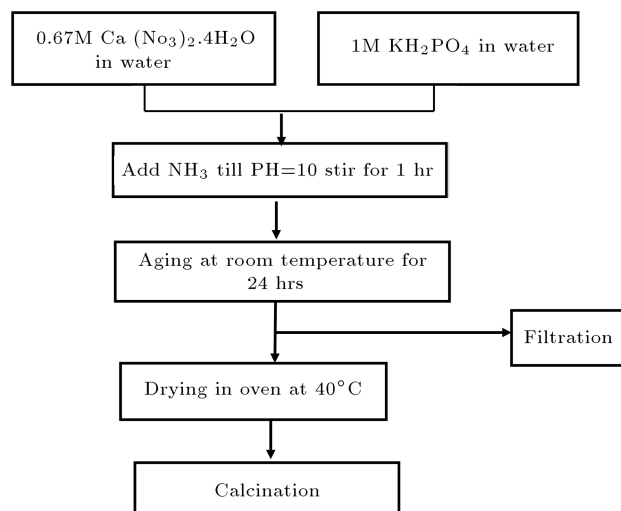 0.67M Ca (No₃)₂.4H₂O
in water
1M KH₂PO₄ in water
Add NH₃ till PH=10 stir for 1 hr
Aging at room temperature for
24 hrs
Filtration
Drying in oven at 40°C
Calcination